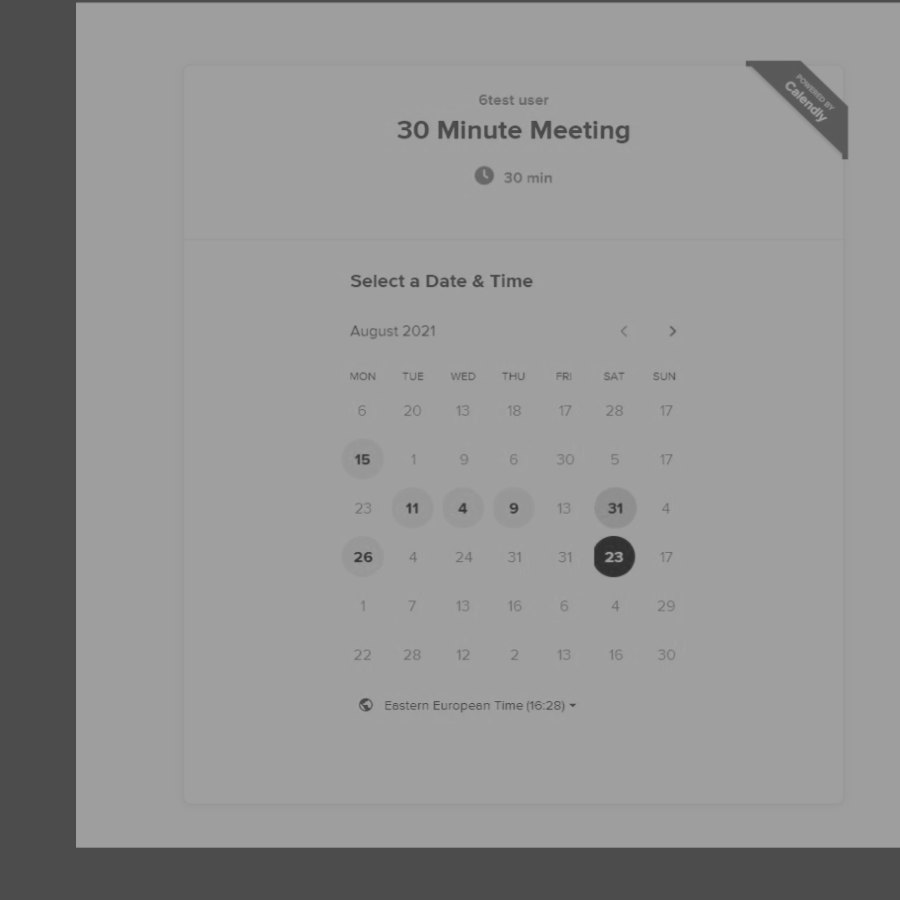 POWERED BY
Calendly
6test user
30 Minute Meeting
30 min
Select a Date & Time
August 2021
MON TUE WED THU FRI SAT SUN
6 20 13 18 17 28 17
15 1 9 6 30 5 17
23 11 4 9 13 31 4
26 4 24 31 31 23 17
1 7 13 16 6 4 29
22 28 12 2 13 16 30
Eastern European Time (16:28)